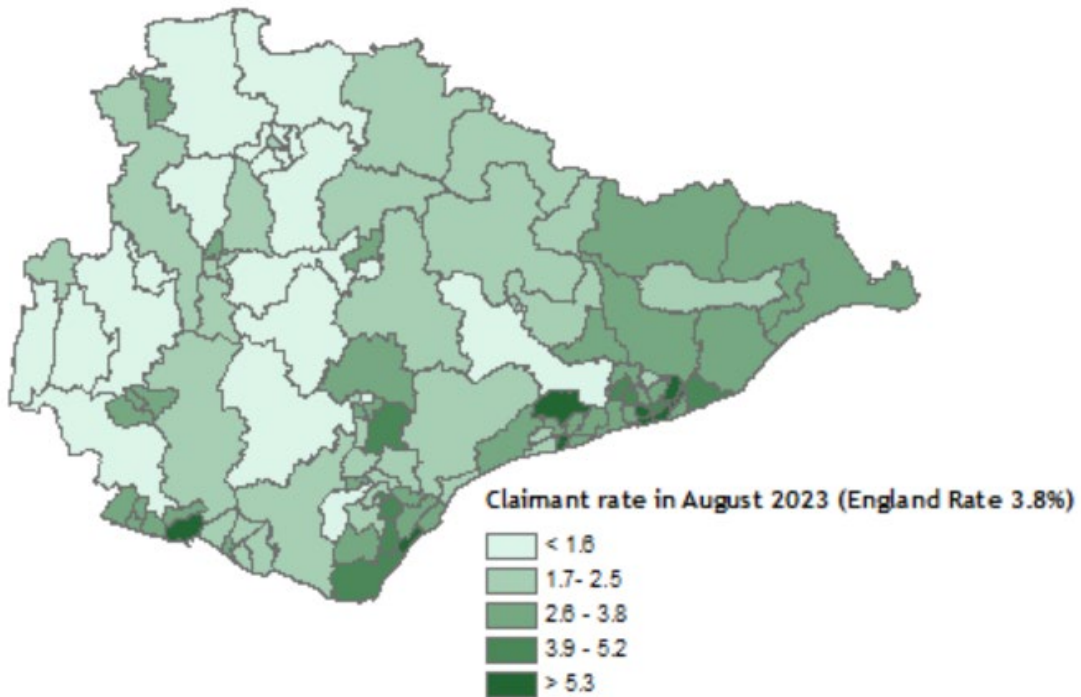 Claimant rate in August 2023 (England Rate 3.8%)
< 1.6
1.7- 2.5
2.6 - 3.8
3.9 - 5.2
> 5.3